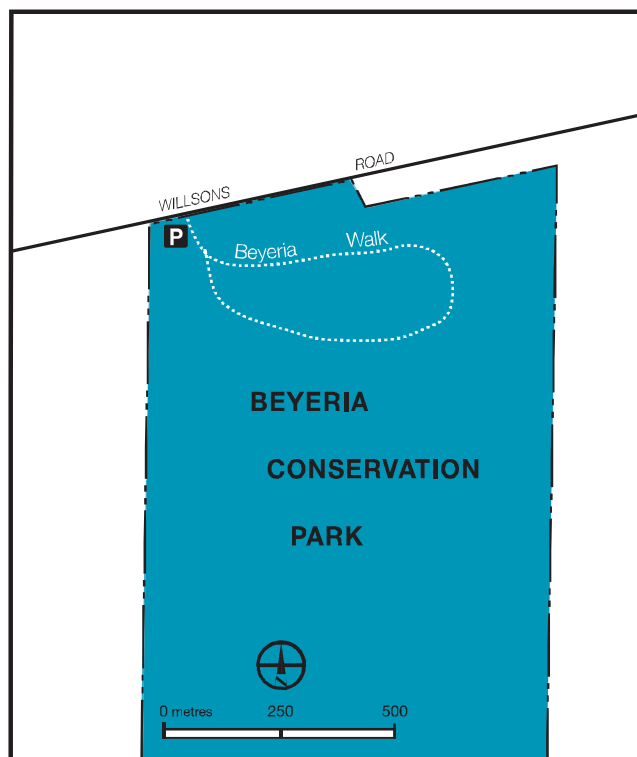 WILLSONS ROAD
P
Beyeria Walk
BEYERIA
CONSERVATION
PARK
N
0 metres 250 500